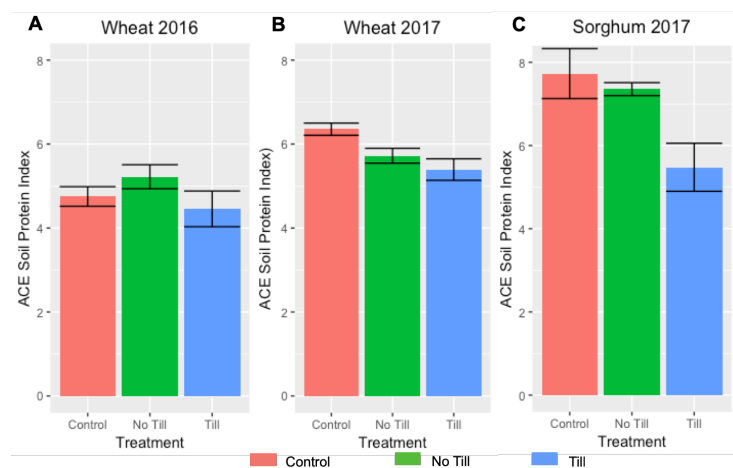 A Wheat 2016
ACE Soil Protein Index
8
6
4
2
0
Control No Till Till
Treatment
B Wheat 2017
ACE Soil Protein Index)
8
6
4
2
0
Control No Till Till
Treatment
C Sorghum 2017
ACE Soil Protein Index
8
6
4
2
0
Control No Till Till
Treatment
Control No Till Till